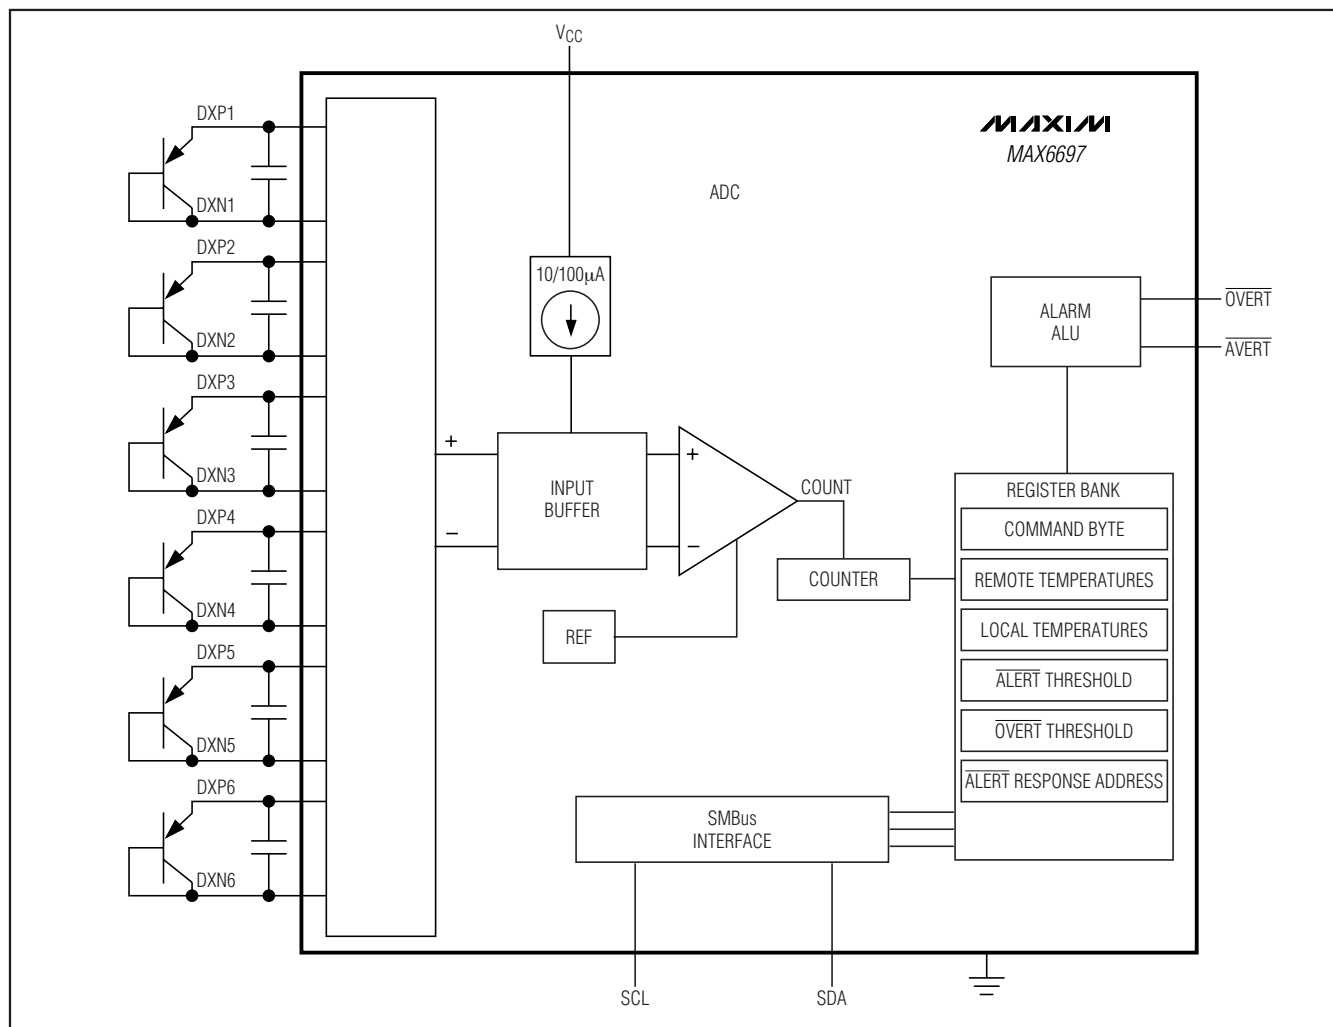 VCC
DXP1
DXN1
DXP2
DXN2
DXP3
DXN3
DXP4
DXN4
DXP5
DXN5
DXP6
DXN6
MAXIM
MAX6697
ADC
10/100µA
INPUT
BUFFER
+
−
+
−
REF
COUNT
COUNTER
ALARM
ALU
OVERT
AVERT
REGISTER BANK
COMMAND BYTE
REMOTE TEMPERATURES
LOCAL TEMPERATURES
ALERT THRESHOLD
OVERT THRESHOLD
ALERT RESPONSE ADDRESS
SMBus
INTERFACE
SCL
SDA